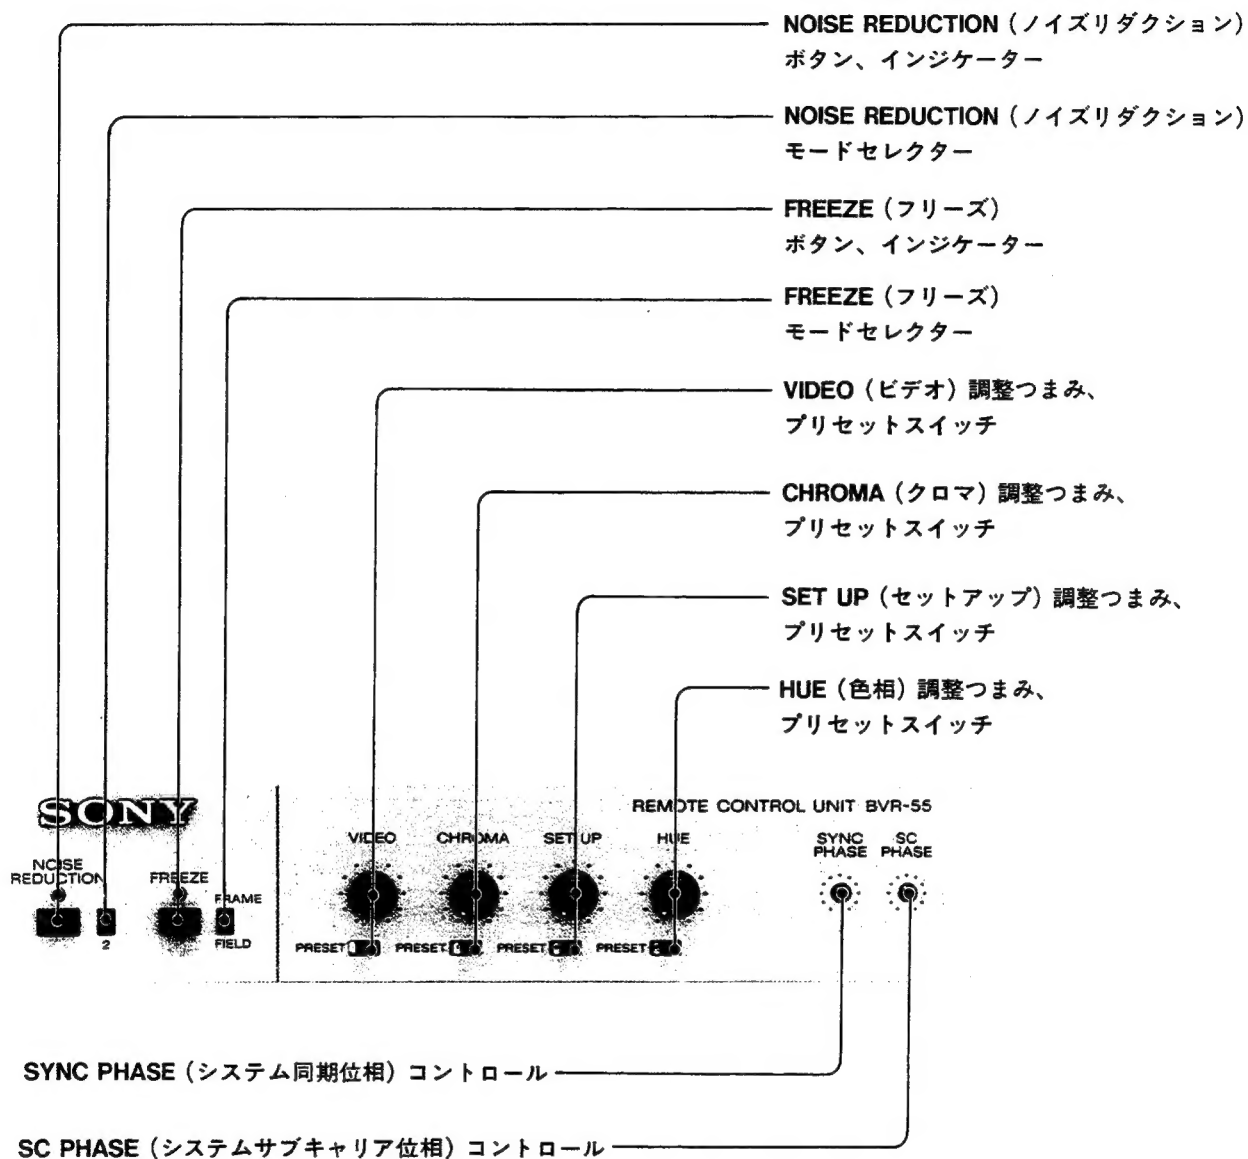 NOISE REDUCTION (ノイズリダクション)
ボタン、インジケーター
NOISE REDUCTION (ノイズリダクション)
モードセレクター
FREEZE (フリーズ)
ボタン、インジケーター
FREEZE (フリーズ)
モードセレクター
VIDEO (ビデオ) 調整つまみ、
プリセットスイッチ
CHROMA (クロマ) 調整つまみ、
プリセットスイッチ
SET UP (セットアップ) 調整つまみ、
プリセットスイッチ
HUE (色相) 調整つまみ、
プリセットスイッチ
SONY
REMOTE CONTROL UNIT BVR-55
VIDEO CHROMA SET UP HUE
SYNC PHASE
SC PHASE
NOISE REDUCTION
FREEZE
FRAME
2
FIELD
PRESET PRESET PRESET PRESET
SYNC PHASE (システム同期位相) コントロール
SC PHASE (システムサブキャリア位相) コントロール